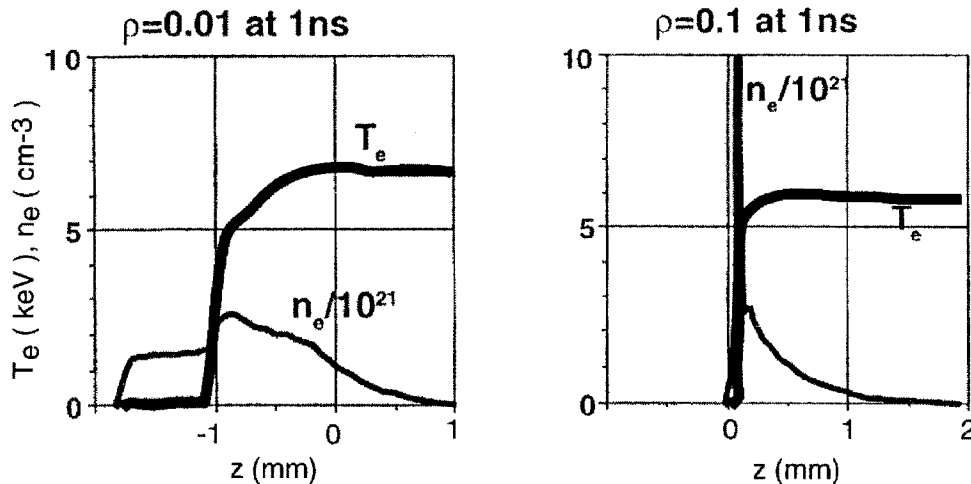 ρ=0.01 at 1ns
ρ=0.1 at 1ns
T_e ( keV ), n_e ( cm-3 )
10
5
0
T_e
n_e/10^21
-1
0
1
z (mm)
10
5
0
n_e/10^21
T_e
0
1
2
z (mm)